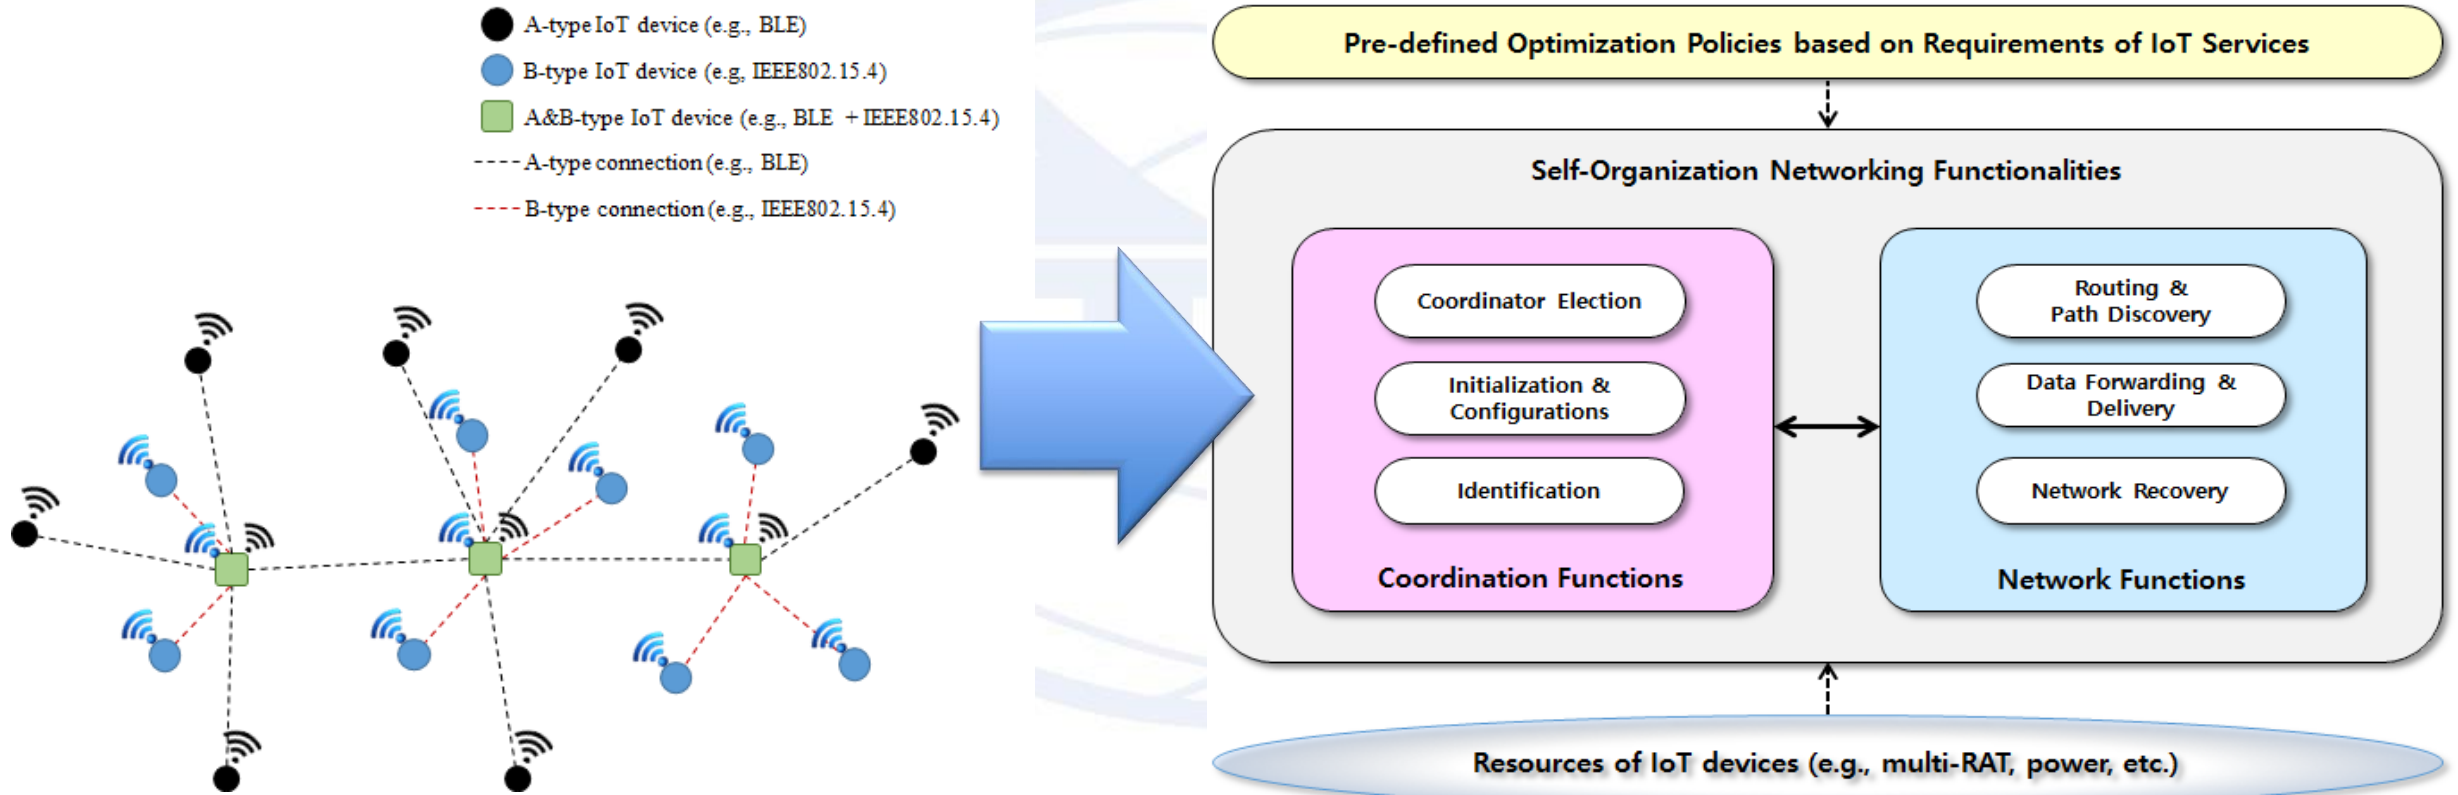 A-type IoT device (e.g., BLE)
B-type IoT device (e.g, IEEE802.15.4)
A&B-type IoT device (e.g., BLE + IEEE802.15.4)
A-type connection (e.g., BLE)
B-type connection (e.g., IEEE802.15.4)
Pre-defined Optimization Policies based on Requirements of IoT Services
Self-Organization Networking Functionalities
Coordinator Election
Initialization &
Configurations
Identification
Coordination Functions
Routing &
Path Discovery
Data Forwarding &
Delivery
Network Recovery
Network Functions
Resources of IoT devices (e.g., multi-RAT, power, etc.)